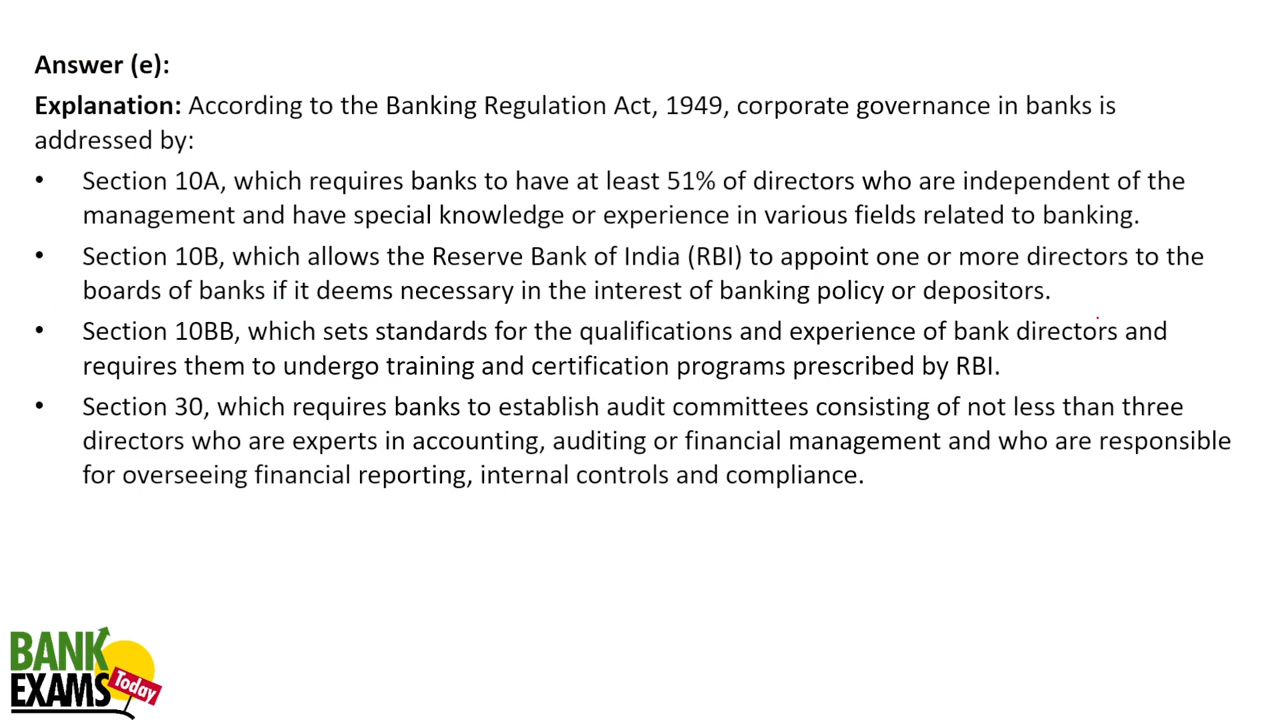 Answer (e):
Explanation: According to the Banking Regulation Act, 1949, corporate governance in banks is
addressed by:
• Section 10A, which requires banks to have at least 51% of directors who are independent of the
management and have special knowledge or experience in various fields related to banking.
• Section 10B, which allows the Reserve Bank of India (RBI) to appoint one or more directors to the
boards of banks if it deems necessary in the interest of banking policy or depositors.
• Section 10BB, which sets standards for the qualifications and experience of bank directors and
requires them to undergo training and certification programs prescribed by RBI.
• Section 30, which requires banks to establish audit committees consisting of not less than three
directors who are experts in accounting, auditing or financial management and who are responsible
for overseeing financial reporting, internal controls and compliance.
BANK
EXAMS Today